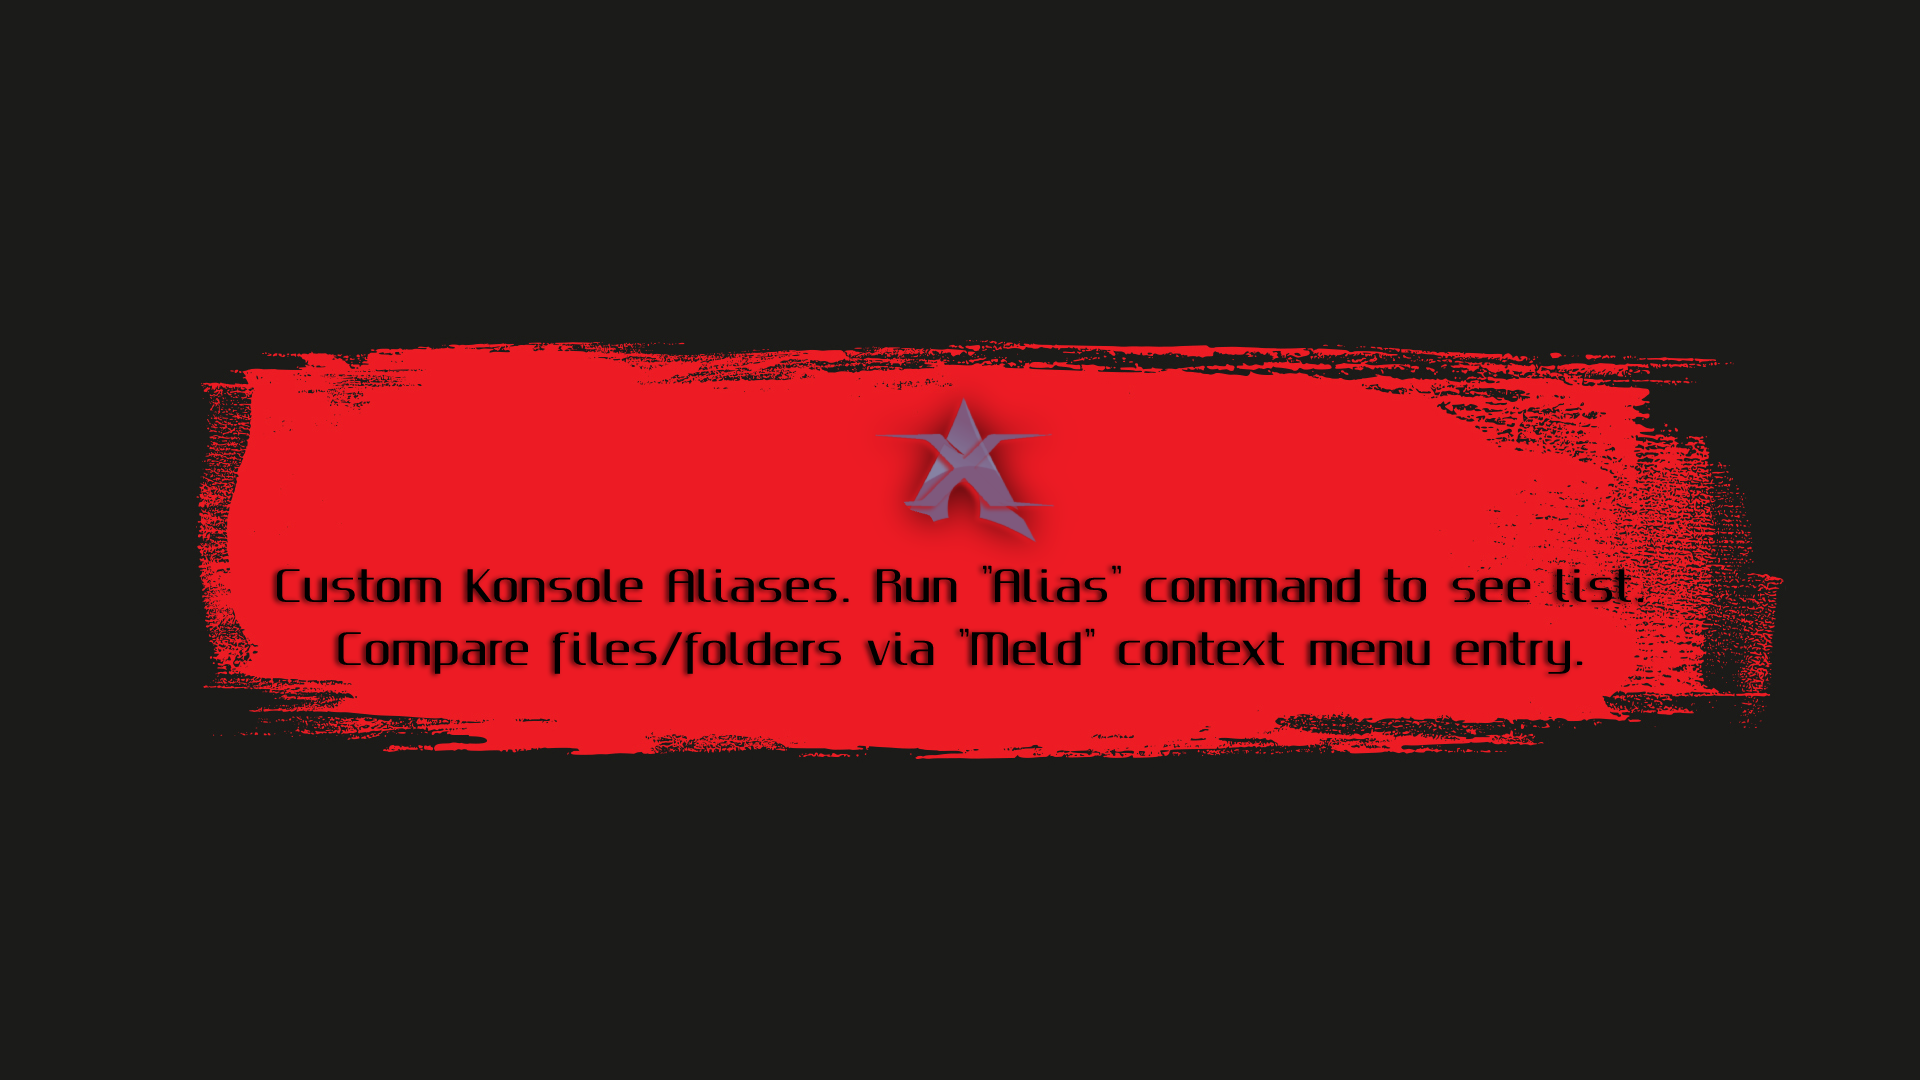 Custom Konsole Aliases. Run "Alias" command to see list.
Compare files/folders via "Meld" context menu entry.